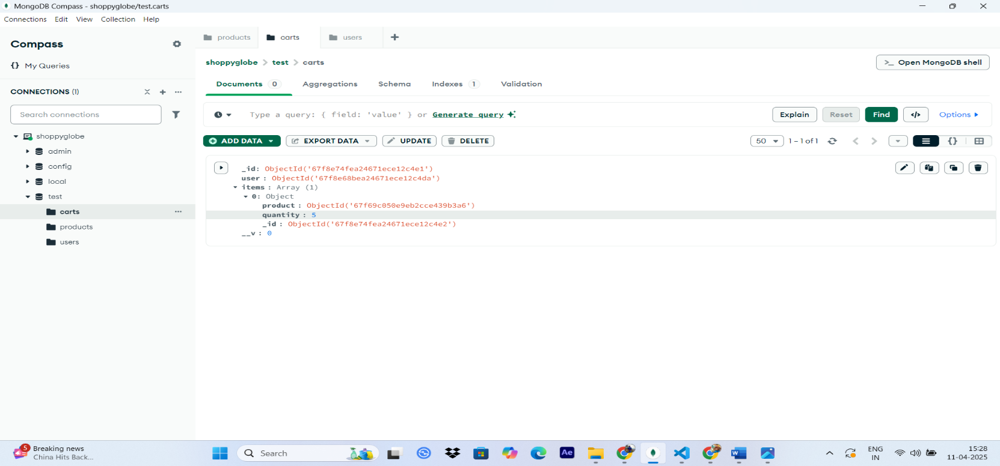 MongoDB Compass - shoppyglobe/test.carts
Connections Edit View Collection Help
Compass
{} My Queries
CONNECTIONS (1)
Search connections
shoppyglobe
admin
config
local
test
carts
products
users
products
carts
users
shoppyglobe > test > carts
>_ Open MongoDB shell
Documents 0
Aggregations
Schema
Indexes 1
Validation
Type a query: { field: 'value' } or Generate query
Explain
Reset
Find
</>
Options
ADD DATA
EXPORT DATA
UPDATE
DELETE
50
1 – 1 of 1
{}
_id: ObjectId('67f8e74fea24671ece12c4e1')
user : ObjectId('67f8e68bea24671ece12c4da')
items : Array (1)
0: Object
product : ObjectId('67f69c050e9eb2cce439b3a6')
quantity : 5
_id : ObjectId('67f8e74fea24671ece12c4e2')
__v : 0
5
Breaking news
China Hits Back...
Search
Ae
W
ENG
IN
15:28
11-04-2025